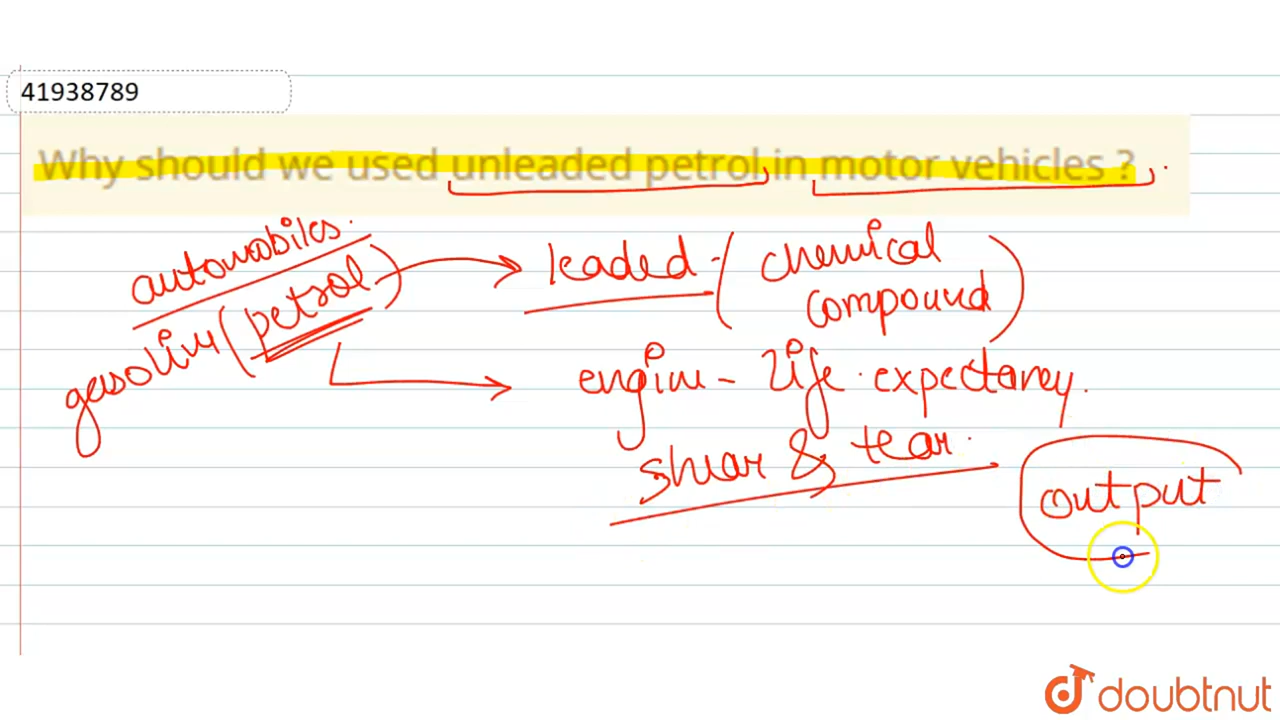 41938789
Why should we used unleaded petrol in motor vehicles ?
automobiles.
gasoline (petrol)
leaded - (chemical
compound)
engine - life expectancy.
shear & tear.
output
doubtnut